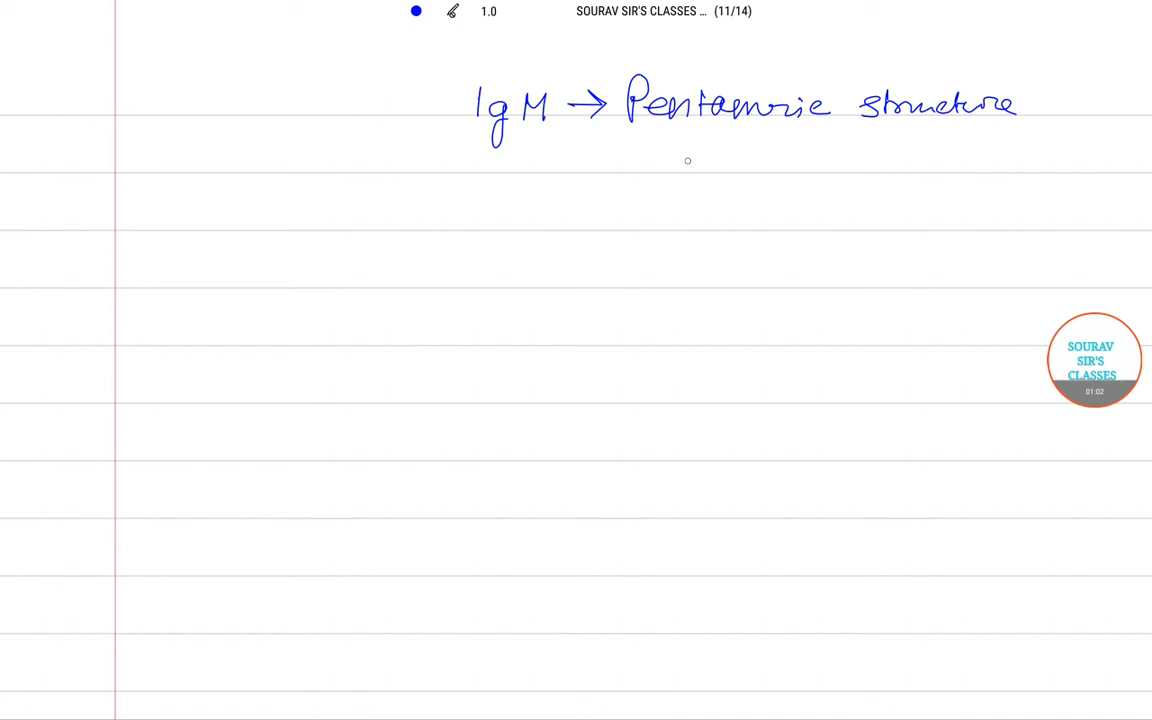 1.0 SOURAV SIR'S CLASSES ... (11/14)
IgM → Pentameric structure
SOURAV
SIR'S
CLASSES
01:02